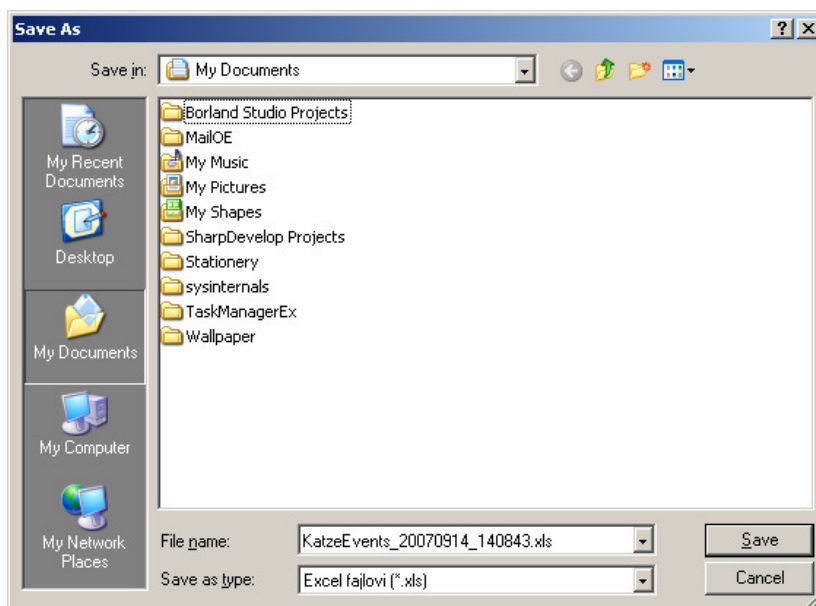 Save As
Save in: My Documents
My Recent
Documents
Desktop
My Documents
My Computer
My Network
Places
Borland Studio Projects
MailOE
My Music
My Pictures
My Shapes
SharpDevelop Projects
Stationery
sysinternals
TaskManagerEx
Wallpaper
File name: KatzeEvents_20070914_140843.xls Save
Save as type: Excel fajlovi (*.xls) Cancel